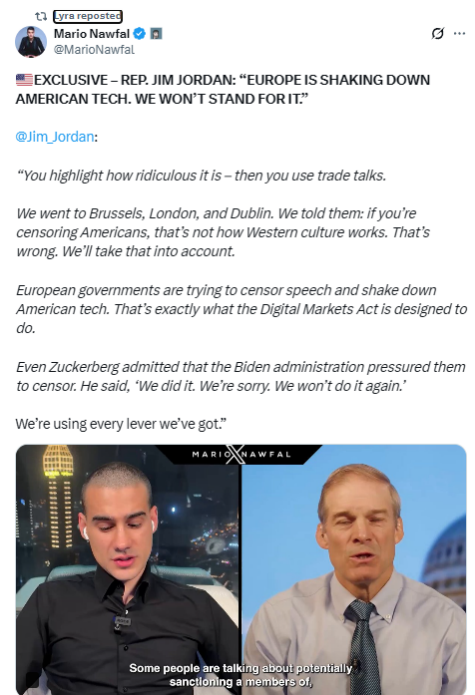 Lyra reposted
Mario Nawfal
@MarioNawfal
🇺🇸EXCLUSIVE – REP. JIM JORDAN: “EUROPE IS SHAKING DOWN
AMERICAN TECH. WE WON’T STAND FOR IT.”
@Jim_Jordan:
“You highlight how ridiculous it is – then you use trade talks.
We went to Brussels, London, and Dublin. We told them: if you’re
censoring Americans, that’s not how Western culture works. That’s
wrong. We’ll take that into account.
European governments are trying to censor speech and shake down
American tech. That’s exactly what the Digital Markets Act is designed to
do.
Even Zuckerberg admitted that the Biden administration pressured them
to censor. He said, ‘We did it. We’re sorry. We won’t do it again.’
We’re using every lever we’ve got.”
MARIO X NAWFAL
Some people are talking about potentially
sanctioning a members of,